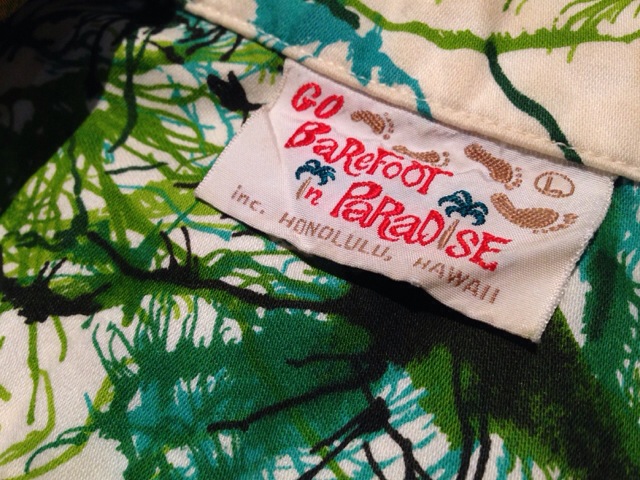 GO
BaReFOOT
in PaRaDiSE
inc. HONOLULU, HAWAII
L